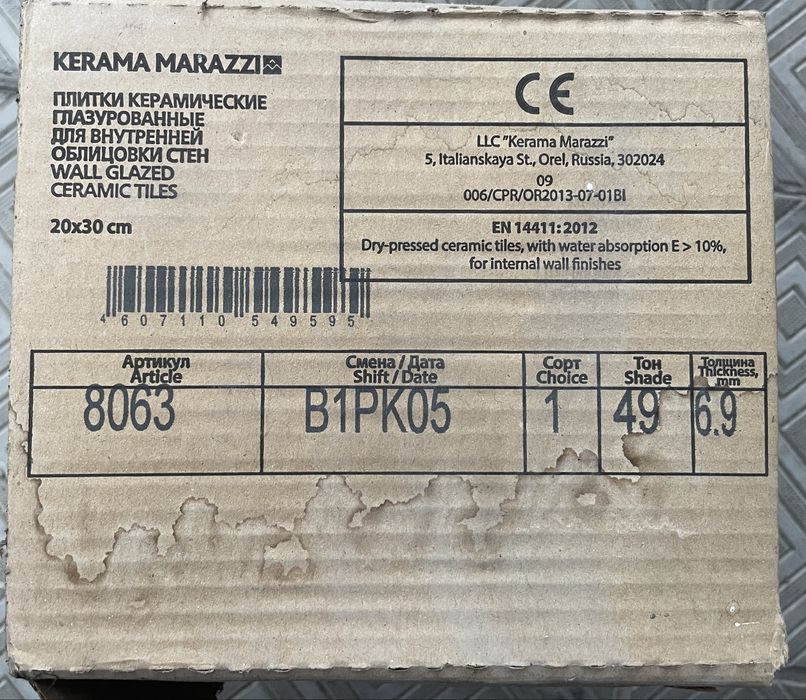 KERAMA MARAZZI
ПЛИТКИ КЕРАМИЧЕСКИЕ
ГЛАЗУРОВАННЫЕ
ДЛЯ ВНУТРЕННЕЙ
ОБЛИЦОВКИ СТЕН
WALL GLAZED
CERAMIC TILES
20x30 cm
4607110549595
CE
LLC "Kerama Marazzi"
5, Italianskaya St., Orel, Russia, 302024
09
006/CPR/OR2013-07-01BI
EN 14411:2012
Dry-pressed ceramic tiles, with water absorption E > 10%,
for internal wall finishes
Артикул
Article
8063
Смена / Дата
Shift / Date
B1PK05
Сорт
Choice
1
Тон
Shade
49
Толщина
Thickness,
mm
6.9